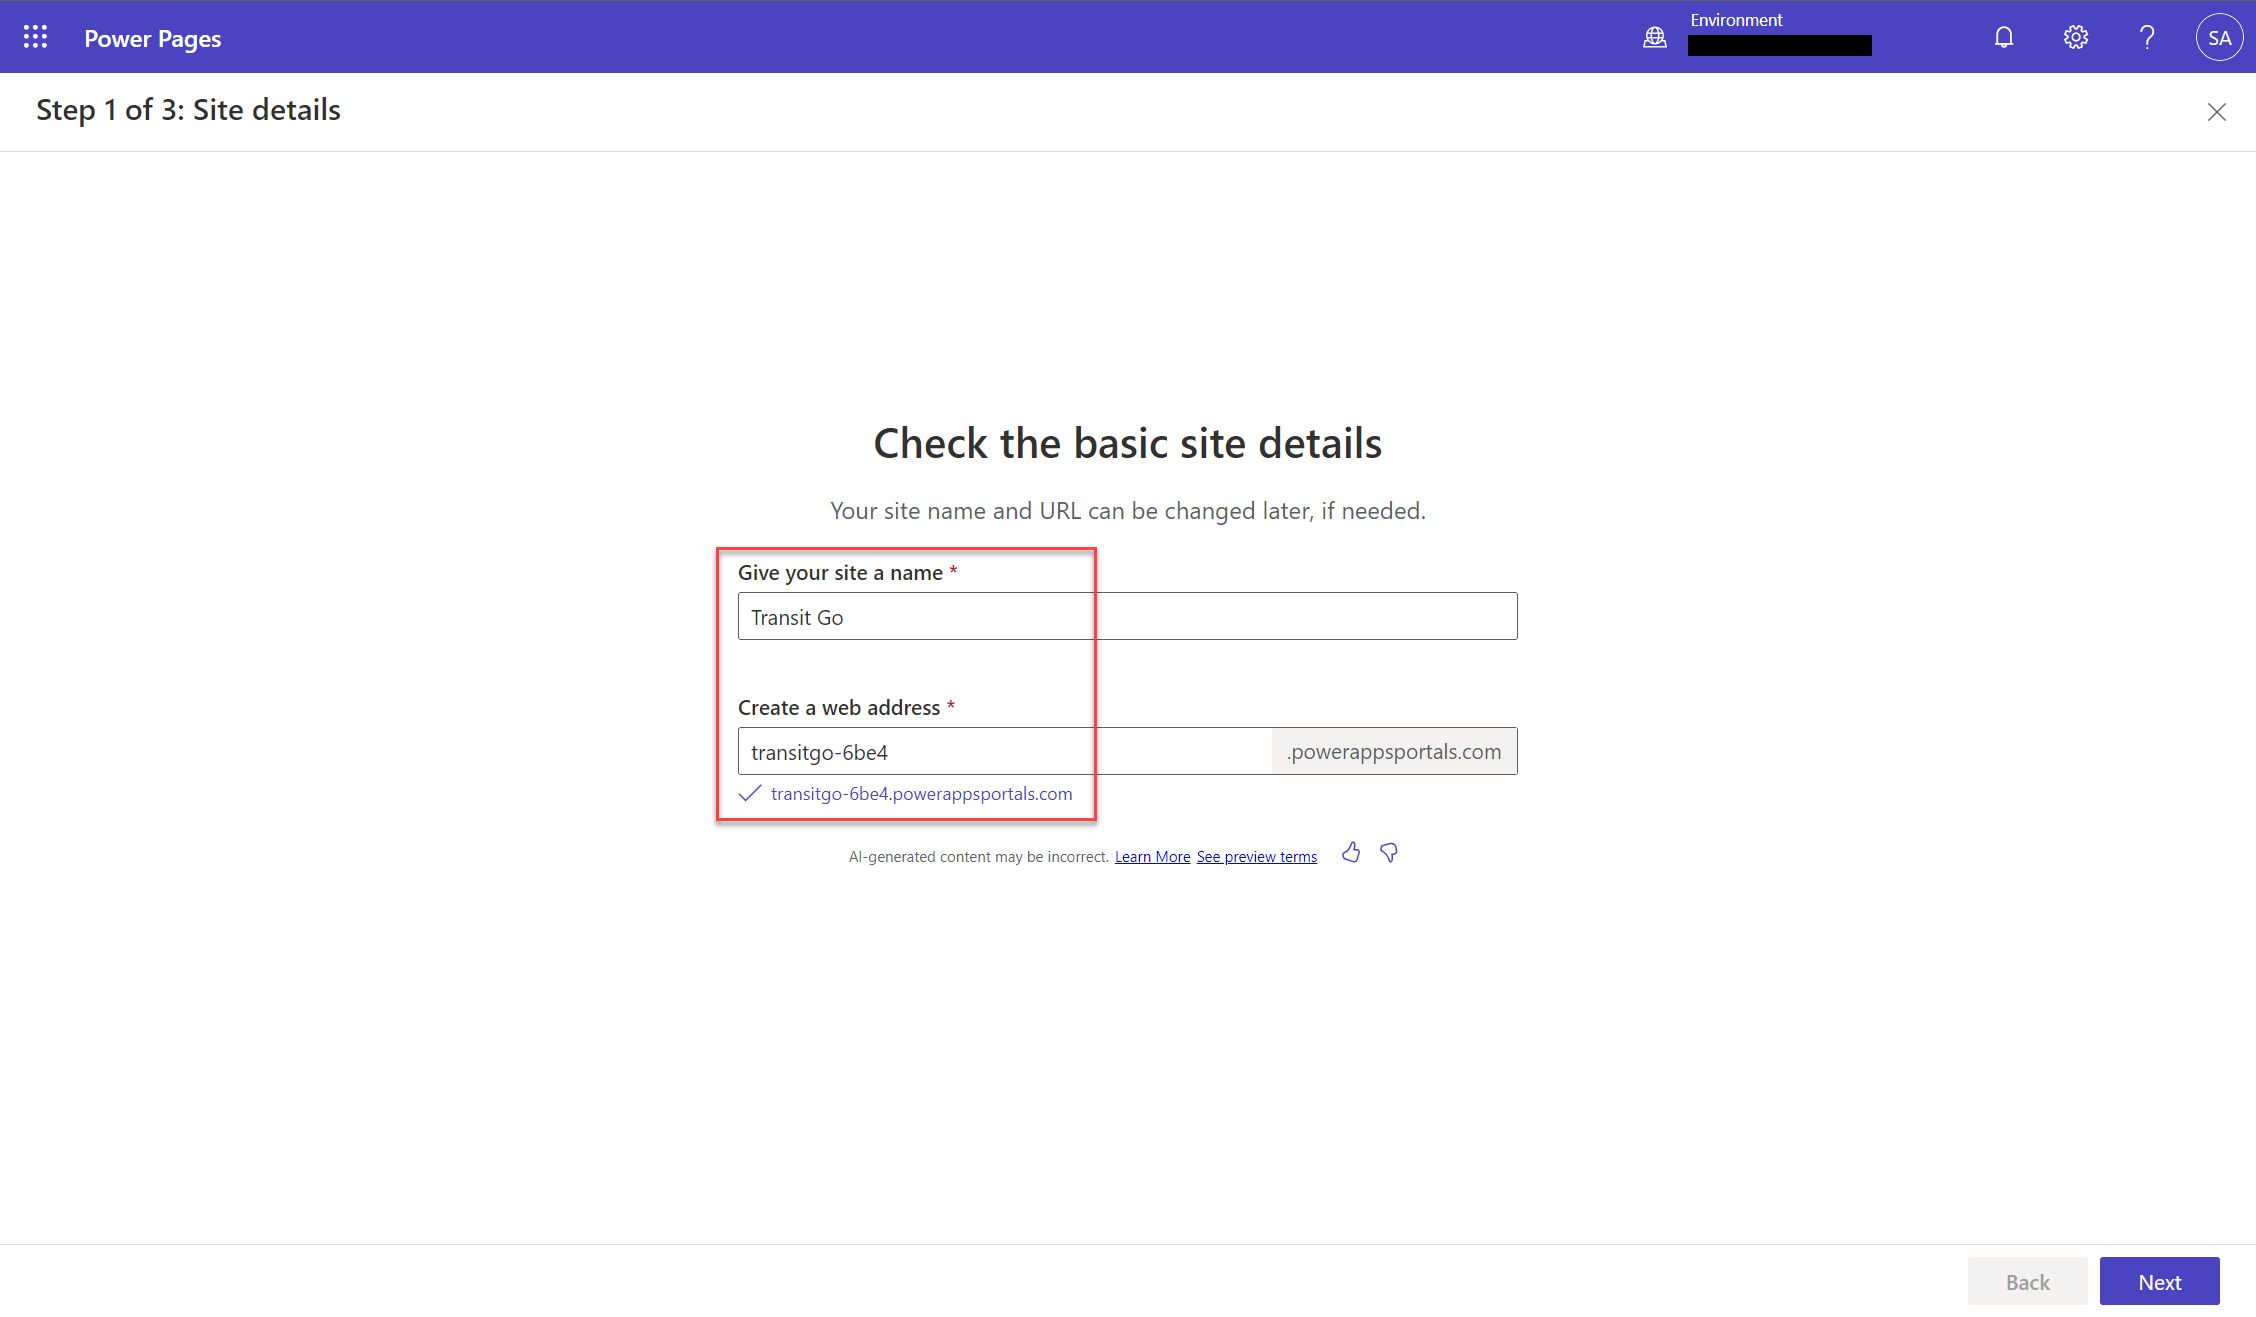 Power Pages
Environment
SA
Step 1 of 3: Site details
Check the basic site details
Your site name and URL can be changed later, if needed.
Give your site a name *
Transit Go
Create a web address *
transitgo-6be4 .powerappsportals.com
transitgo-6be4.powerappsportals.com
AI-generated content may be incorrect. Learn More See preview terms
Back Next